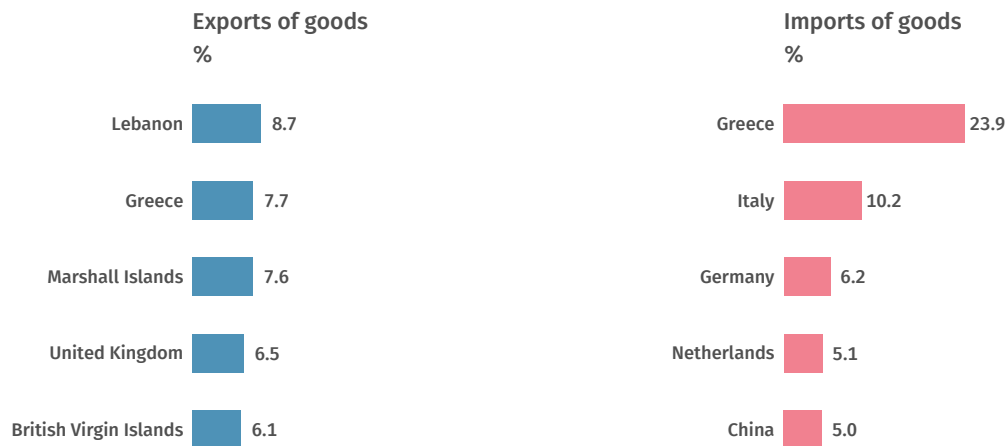 Exports of goods
%
Lebanon 8.7
Greece 7.7
Marshall Islands 7.6
United Kingdom 6.5
British Virgin Islands 6.1
Imports of goods
%
Greece 23.9
Italy 10.2
Germany 6.2
Netherlands 5.1
China 5.0